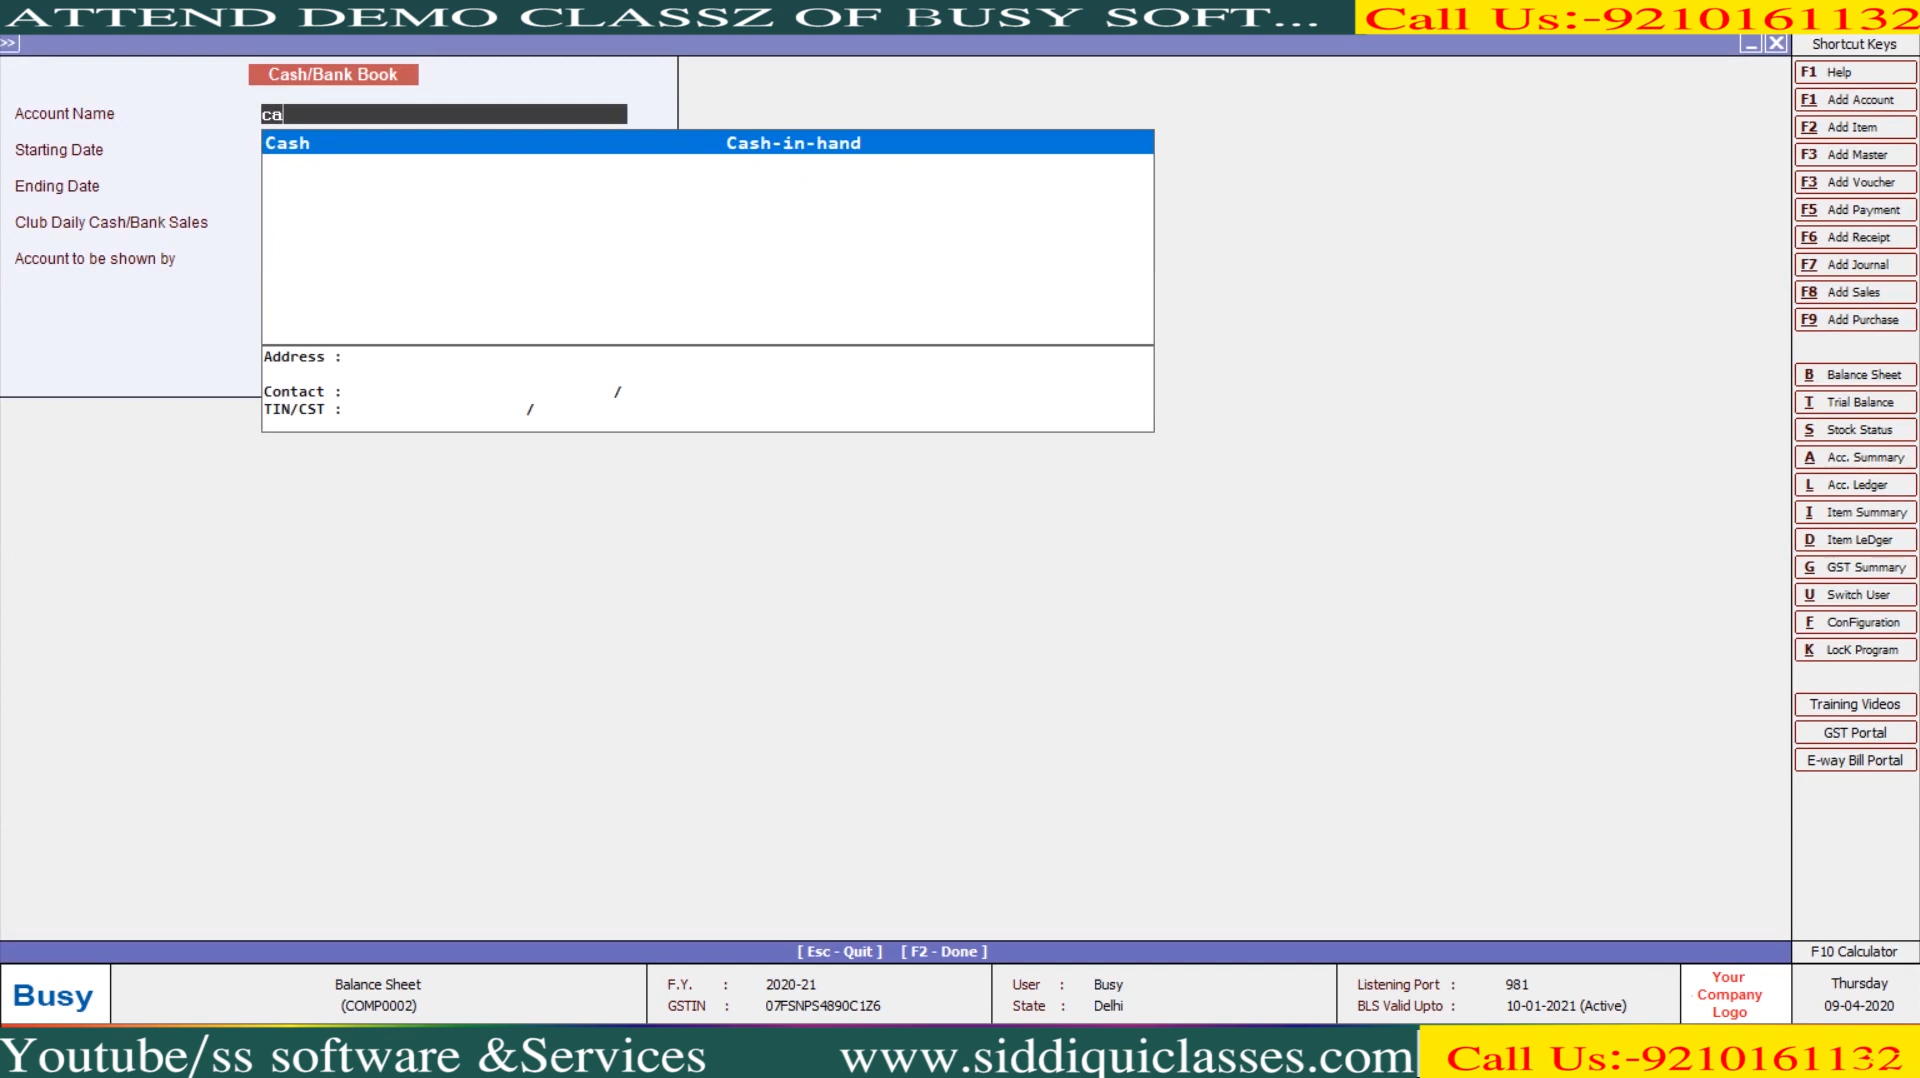 ATTEND DEMO CLASSZ OF BUSY SOFT... Call Us:-9210161132
>> Shortcut Keys
Cash/Bank Book
Account Name ca
Cash Cash-in-hand
Starting Date
Ending Date
Club Daily Cash/Bank Sales
Account to be shown by
Address :
Contact : /
TIN/CST : /
F1 Help
F1 Add Account
F2 Add Item
F3 Add Master
F3 Add Voucher
F5 Add Payment
F6 Add Receipt
F7 Add Journal
F8 Add Sales
F9 Add Purchase
B Balance Sheet
T Trial Balance
S Stock Status
A Acc. Summary
L Acc. Ledger
I Item Summary
D Item LeDger
G GST Summary
U Switch User
F ConFiguration
K LocK Program
Training Videos
GST Portal
E-way Bill Portal
[ Esc - Quit ] [ F2 - Done ] F10 Calculator
Busy
Balance Sheet
(COMP0002)
F.Y. : 2020-21
GSTIN : 07FSNPS4890C1Z6
User : Busy
State : Delhi
Listening Port : 981
BLS Valid Upto : 10-01-2021 (Active)
Your
Company
Logo
Thursday
09-04-2020
Youtube/ss software &Services www.siddiquiclasses.com Call Us:-9210161132